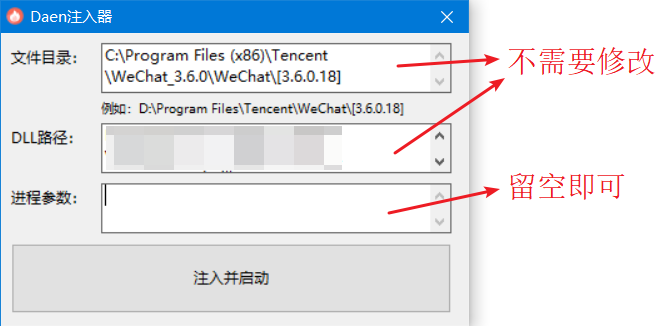 Daen注入器
文件目录:
C:\Program Files (x86)\Tencent
\WeChat_3.6.0\WeChat\[3.6.0.18]
不需要修改
例如: D:\Program Files\Tencent\WeChat\[3.6.0.18]
DLL路径:
进程参数:
留空即可
注入并启动